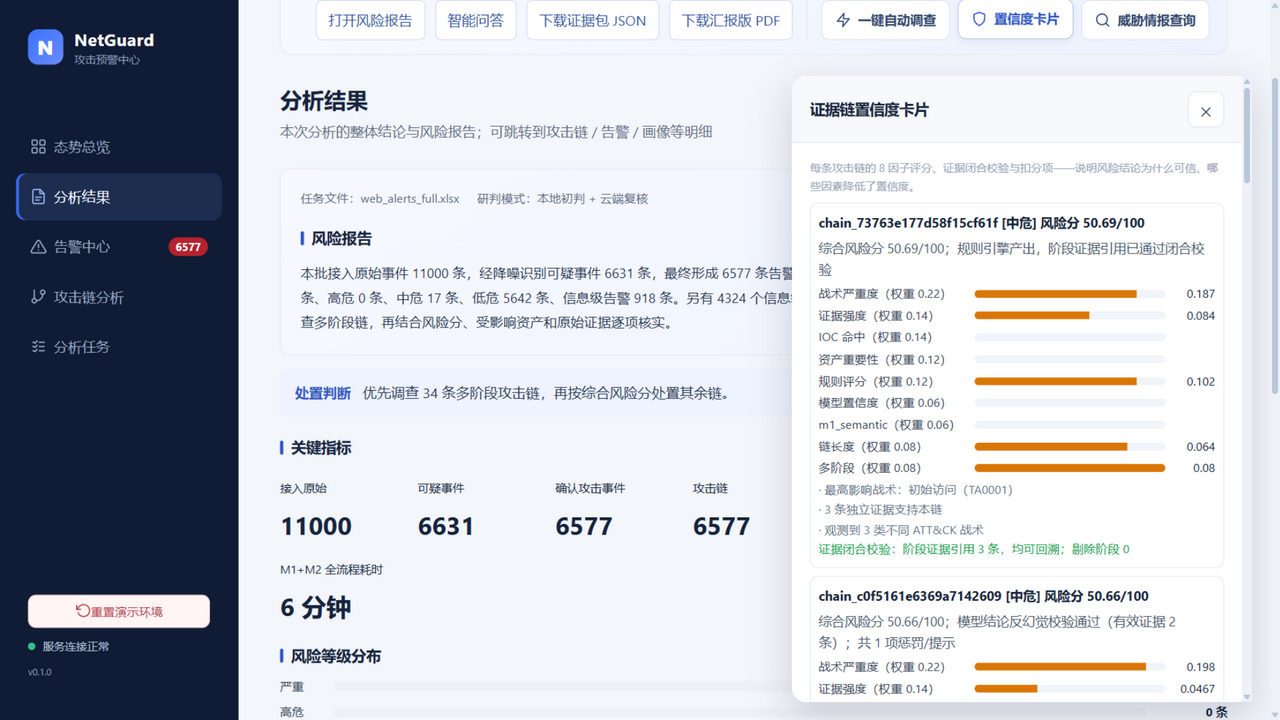 N
NetGuard
攻击预警中心
态势总览
分析结果
告警中心
6577
攻击链分析
分析任务
重置演示环境
服务连接正常
v0.1.0
打开风险报告
智能问答
下载证据包 JSON
下载汇报版 PDF
一键自动调查
置信度卡片
威胁情报查询
分析结果
本次分析的整体结论与风险报告；可跳转到攻击链 / 告警 / 画像等明细
任务文件：web_alerts_full.xlsx 研判模式：本地初判 + 云端复核
风险报告
本批接入原始事件 11000 条，经降噪识别可疑事件 6631 条，最终形成 6577 条告警
条、高危 0 条、中危 17 条、低危 5642 条、信息级告警 918 条。另有 4324 个信息
查多阶段链，再结合风险分、受影响资产和原始证据逐项核实。
处置判断 优先调查 34 条多阶段攻击链，再按综合风险分处置其余链。
关键指标
接入原始
可疑事件
确认攻击事件
攻击链
11000
6631
6577
6577
M1+M2 全流程耗时
6 分钟
风险等级分布
严重
高危
0 条
证据链置信度卡片
每条攻击链的 8 因子评分、证据闭合校验与扣分项——说明风险结论为什么可信、哪
些因素降低了置信度。
chain_73763e177d58f15cf61f [中危] 风险分 50.69/100
综合风险分 50.69/100；规则引擎产出，阶段证据引用已通过闭合校
验
战术严重度（权重 0.22） 0.187
证据强度（权重 0.14） 0.084
IOC 命中（权重 0.14）
资产重要性（权重 0.12）
规则评分（权重 0.12） 0.102
模型置信度（权重 0.06）
m1_semantic（权重 0.06）
链长度（权重 0.08） 0.064
多阶段（权重 0.08） 0.08
· 最高影响战术：初始访问（TA0001）
· 3 条独立证据支持本链
· 观测到 3 类不同 ATT&CK 战术
证据闭合校验：阶段证据引用 3 条，均可回溯；剔除阶段 0
chain_c0f5161e6369a7142609 [中危] 风险分 50.66/100
综合风险分 50.66/100；模型结论反幻觉校验通过（有效证据 2
条）；共 1 项惩罚/提示
战术严重度（权重 0.22） 0.198
证据强度（权重 0.14） 0.0467